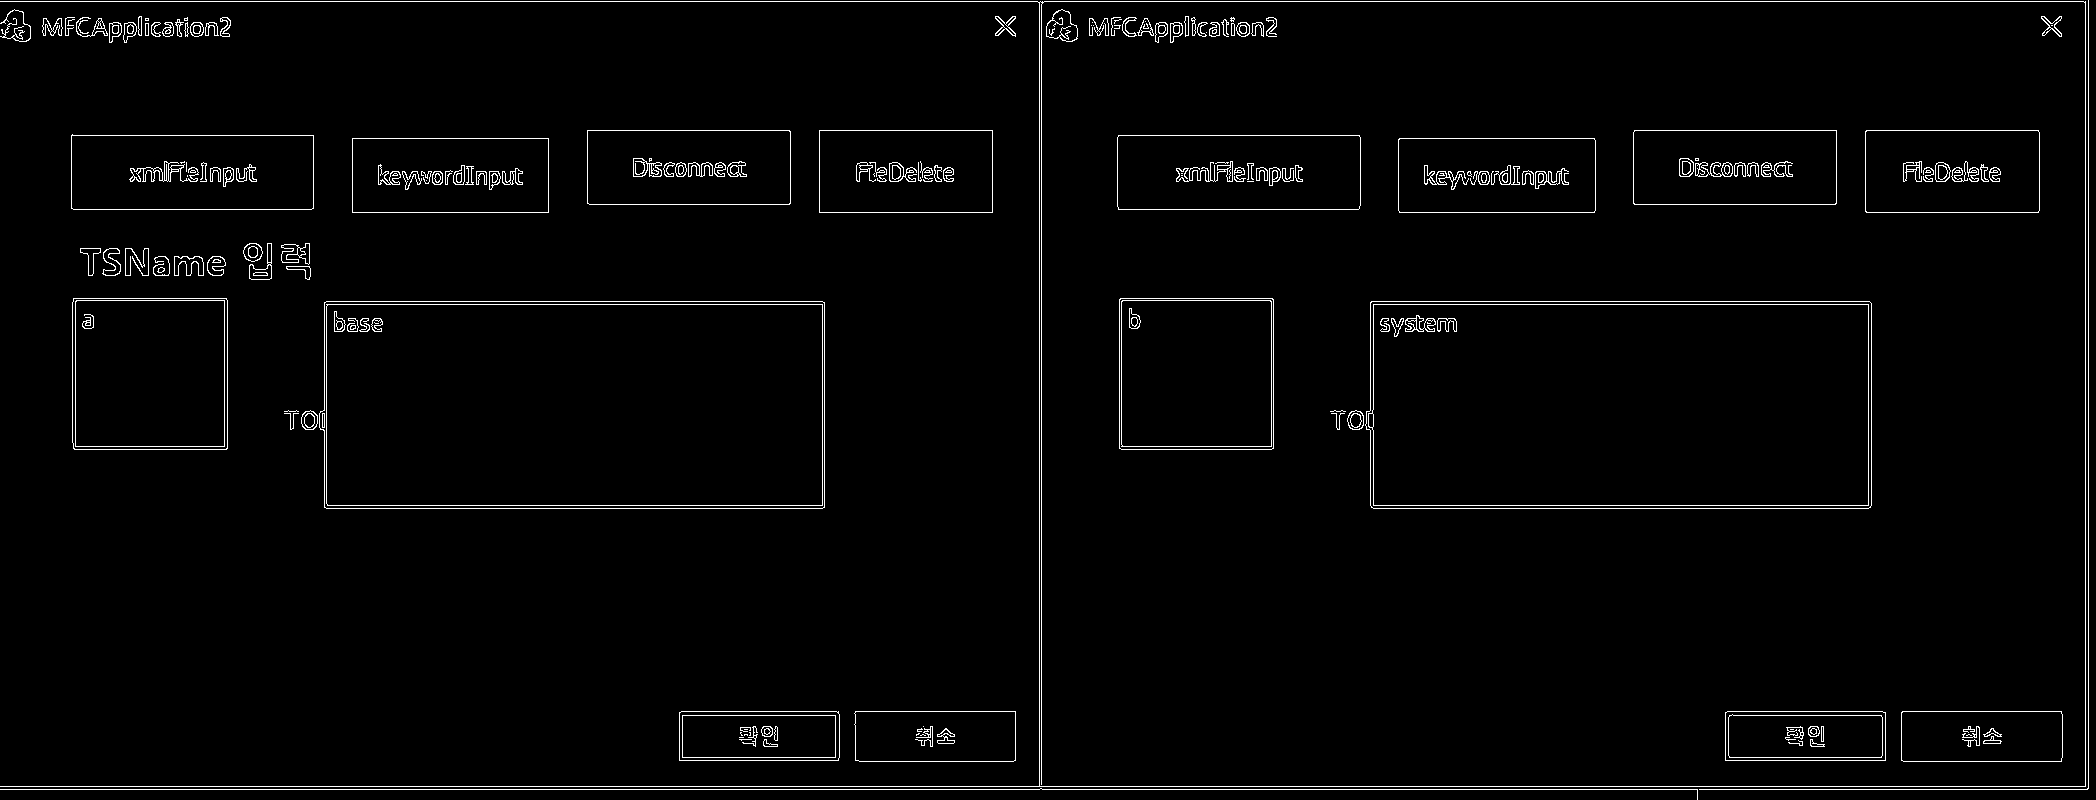 MFCApplication2
xmlFileInput
keywordInput
Disconnect
FileDelete
TSName 입력
a
base
TOD
확인
취소
MFCApplication2
xmlFileInput
keywordInput
Disconnect
FileDelete
b
system
TOD
확인
취소